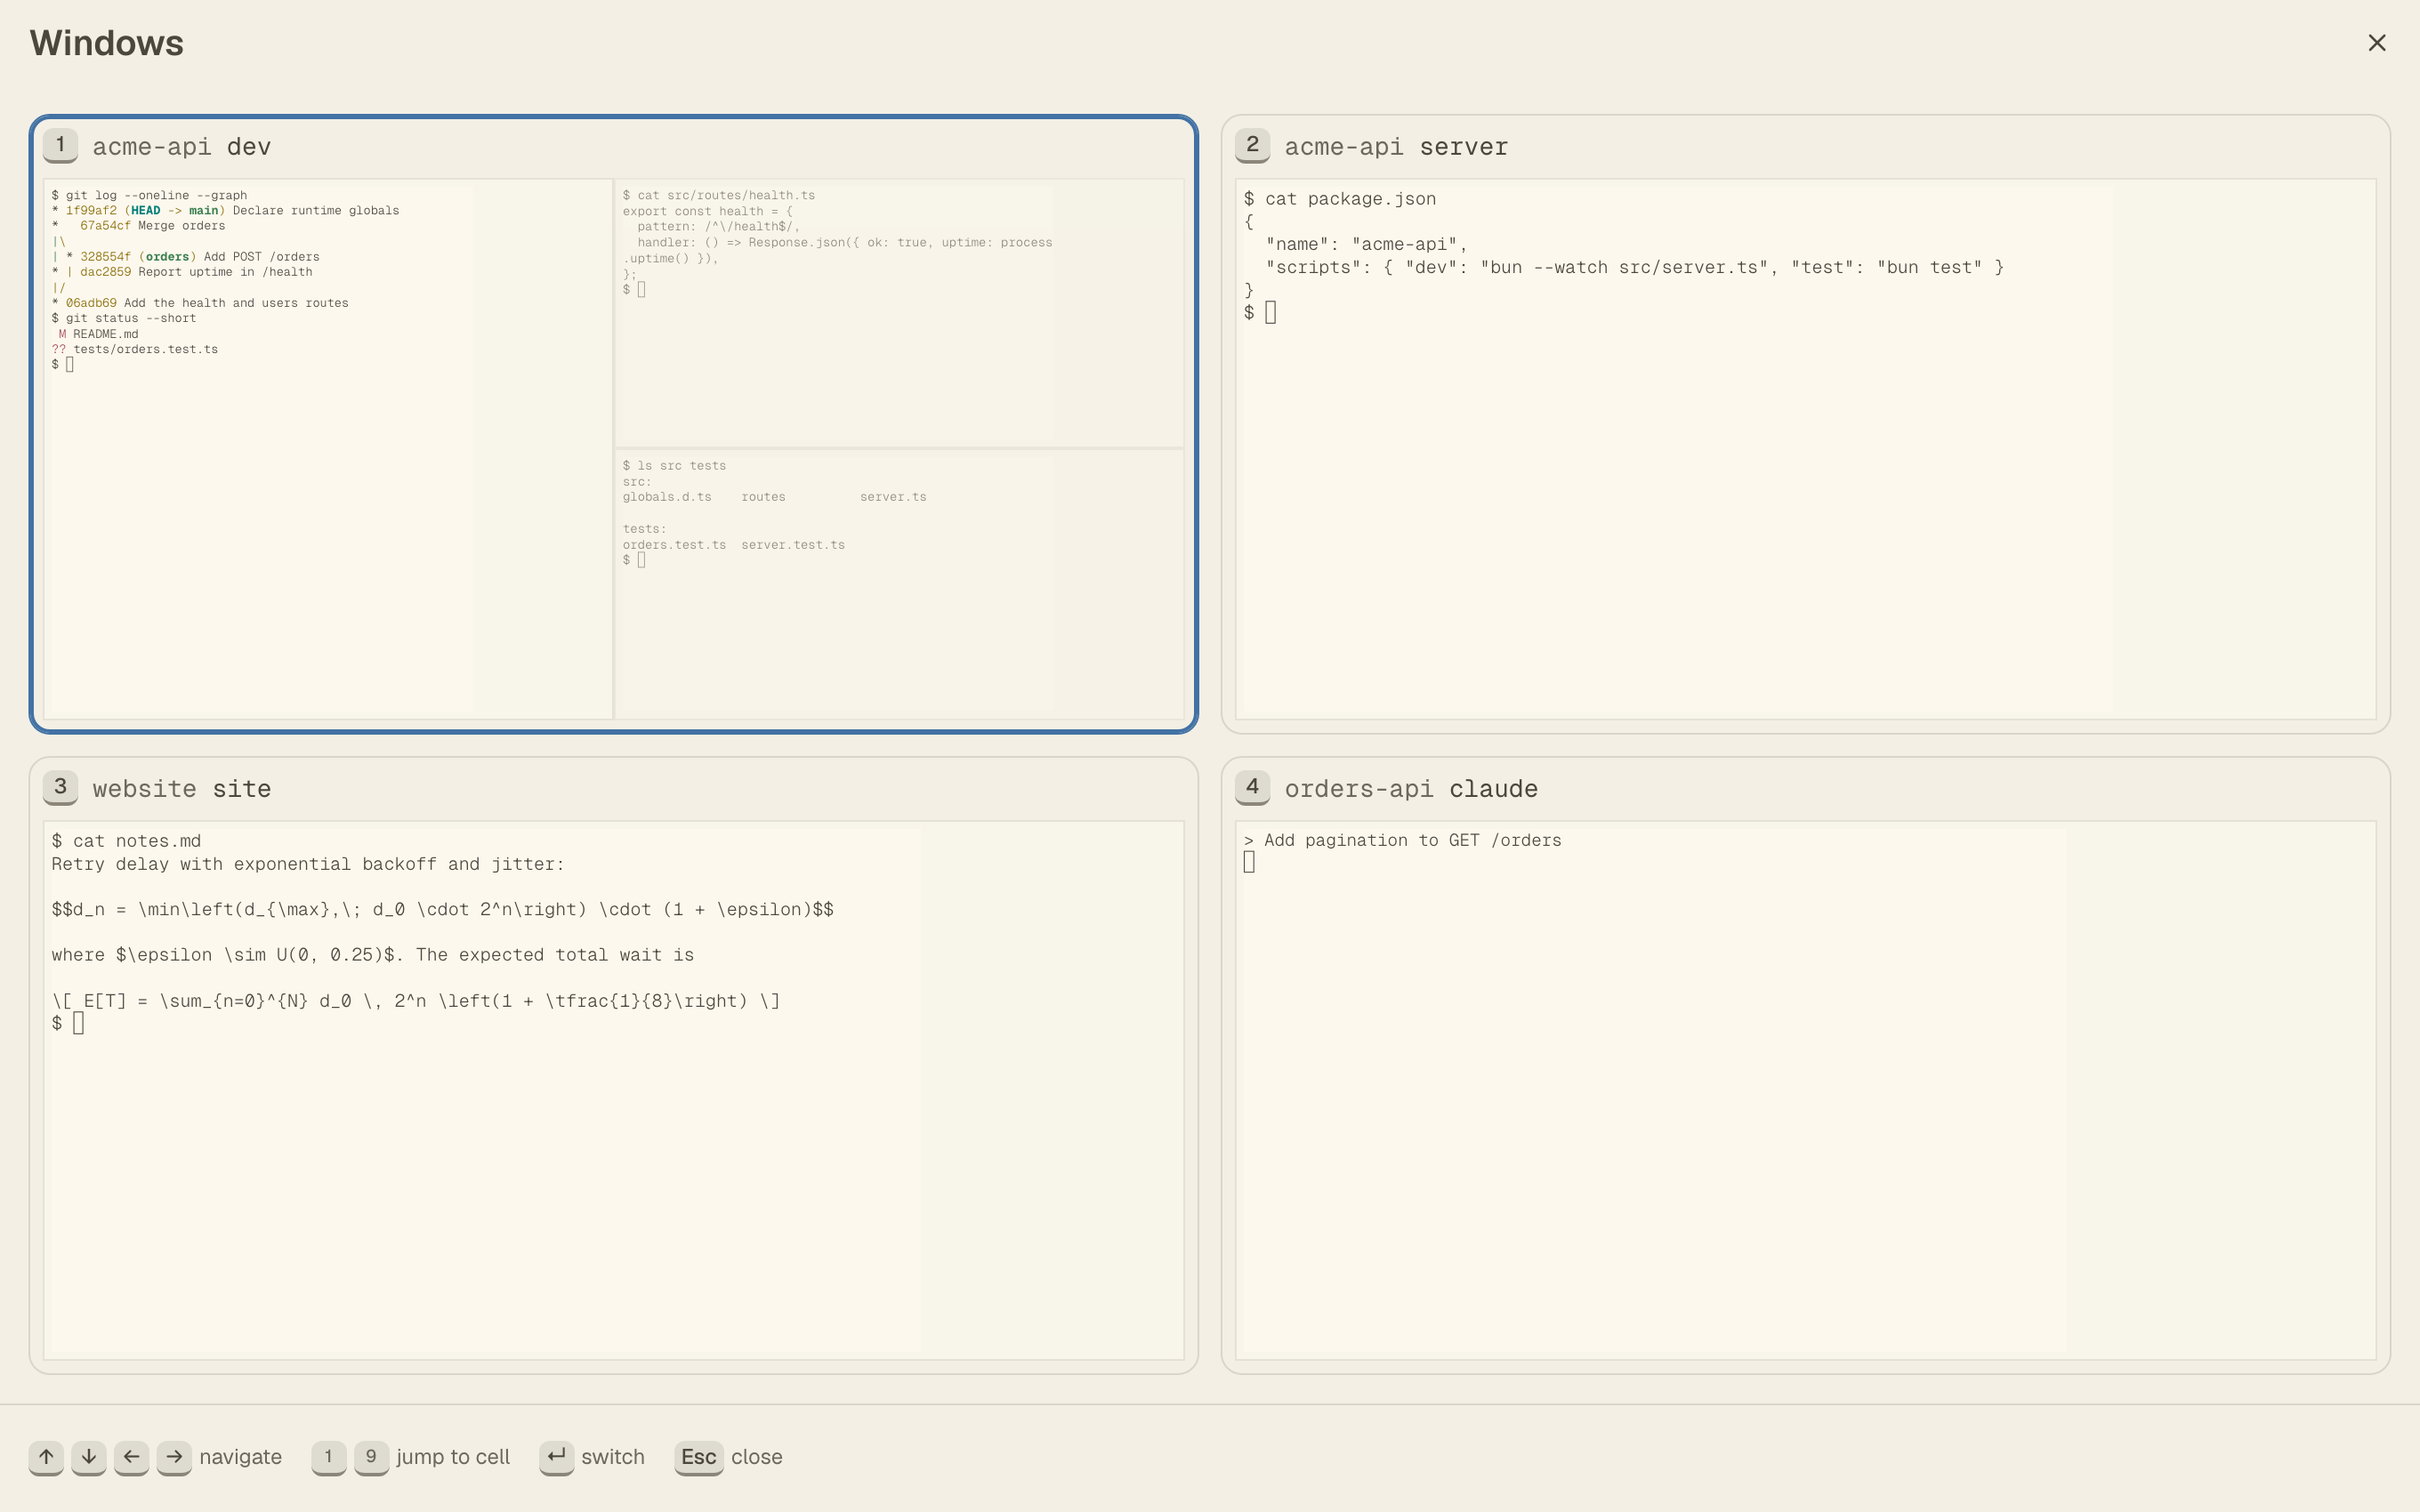 Windows
1 acme-api dev
$ git log --oneline --graph
* 1f99af2 (HEAD -> main) Declare runtime globals
*   67a54cf Merge orders
|\
| * 328554f (orders) Add POST /orders
* | dac2859 Report uptime in /health
|/
* 06adb69 Add the health and users routes
$ git status --short
 M README.md
?? tests/orders.test.ts
$
$ cat src/routes/health.ts
export const health = {
  pattern: /^\/health$/,
  handler: () => Response.json({ ok: true, uptime: process
.uptime() }),
};
$
$ ls src tests
src:
globals.d.ts    routes          server.ts
tests:
orders.test.ts  server.test.ts
$
2 acme-api server
$ cat package.json
{
  "name": "acme-api",
  "scripts": { "dev": "bun --watch src/server.ts", "test": "bun test" }
}
$
3 website site
$ cat notes.md
Retry delay with exponential backoff and jitter:
$$d_n = \min\left(d_{\max},\; d_0 \cdot 2^n\right) \cdot (1 + \epsilon)$$
where $\epsilon \sim U(0, 0.25)$. The expected total wait is
\[ E[T] = \sum_{n=0}^{N} d_0 \, 2^n \left(1 + \tfrac{1}{8}\right) \]
$
4 orders-api claude
> Add pagination to GET /orders
↑ ↓ ← → navigate 1 9 jump to cell ↵ switch Esc close